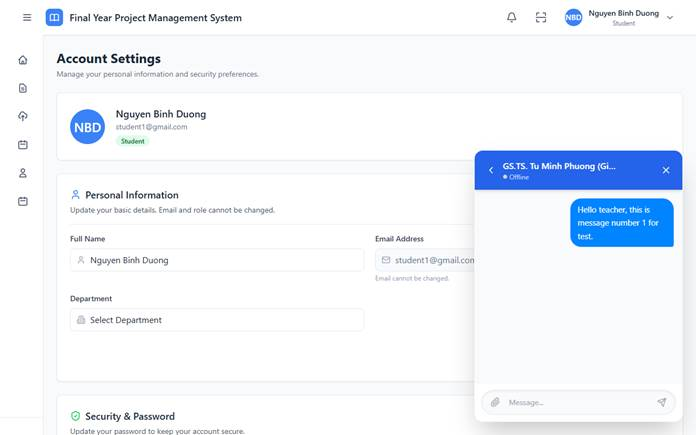 Final Year Project Management System
NBD
Nguyen Binh Duong
Student
Account Settings
Manage your personal information and security preferences.
NBD
Nguyen Binh Duong
student1@gmail.com
Student
Personal Information
Update your basic details. Email and role cannot be changed.
Full Name
Nguyen Binh Duong
Email Address
student1@gmail.com
Email cannot be changed.
Department
Select Department
Security & Password
Update your password to keep your account secure.
GS.TS. Tu Minh Phuong (Gi...
Offline
Hello teacher, this is
message number 1 for
test.
Message...